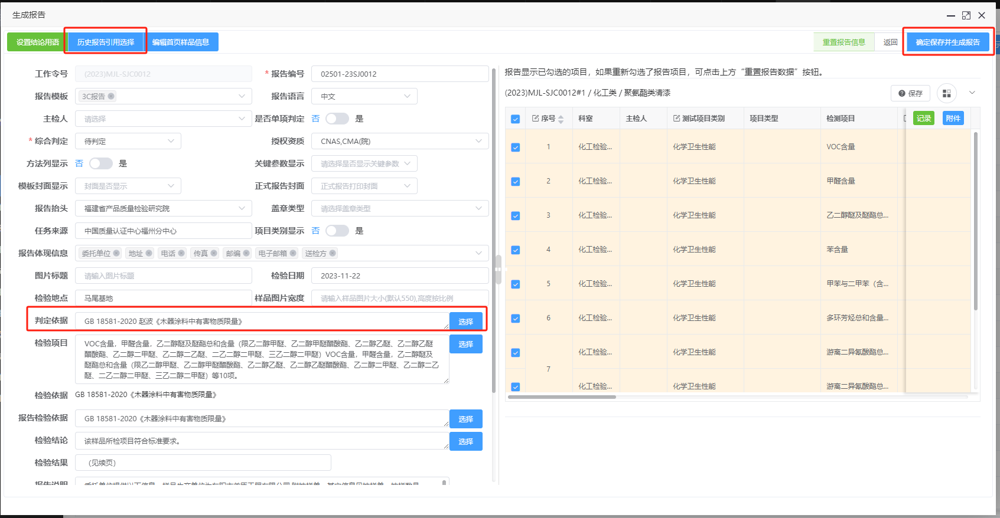 生成报告
设置结论用语 历史报告引用选择 编辑首页样品信息 重置报告信息 返回 确定保存并生成报告
工作令号 (2023)MJL-SJC0012 * 报告编号 02501-23SJ0012
报告模板 3C报告 报告语言 中文
主检人 请选择 是否单项判定 否 是
* 综合判定 待判定 授权资质 CNAS,CMA(院)
方法列显示 否 是 关键参数显示 请选择是否显示关键参数
模板封面显示 封面是否显示 正式报告封面 正式报告打印封面
报告抬头 福建省产品质量检验研究院 盖章类型 请选择盖章类型
任务来源 中国质量认证中心福州分中心 项目类别显示 否 是
报告体现信息 委托单位 地址 电话 传真 邮编 电子邮箱 送检方
图片标题 请输入图片标题 检验日期 2023-11-22
检验地点 马尾基地 样品图片宽度 请输入样品图片大小(默认550),高度按比例
判定依据 GB 18581-2020 赵波《木器涂料中有害物质限量》 选择
检验项目 VOC含量，甲醛含量，乙二醇醚及醚酯总和含量（限乙二醇甲醚、乙二醇甲醚醋酸酯、乙二醇乙醚、乙二醇乙醚 选择
醋酸酯、乙二醇二甲醚、乙二醇二乙醚、二乙二醇二甲醚、三乙二醇二甲醚）VOC含量，甲醛含量，乙二醇醚及
醚酯总和含量（限乙二醇甲醚、乙二醇甲醚醋酸酯、乙二醇乙醚、乙二醇乙醚醋酸酯、乙二醇二甲醚、乙二醇二乙
醚、二乙二醇二甲醚、三乙二醇二甲醚）等10项。
检验依据 GB 18581-2020《木器涂料中有害物质限量》
报告检验依据 GB 18581-2020《木器涂料中有害物质限量》 选择
检验结论 该样品所检项目符合标准要求。 选择
检验结果 （见续页）
报告说明
报告显示已勾选的项目，如果重新勾选了报告项目，可点击上方“重置报告数据”按钮。
(2023)MJL-SJC0012#1 / 化工类 / 聚氨酯类清漆 保存
序号 科室 主检人 测试项目类别 项目类型 检测项目 记录 附件
1 化工检验... 化学卫生性能 VOC含量
2 化工检验... 化学卫生性能 甲醛含量
3 化工检验... 化学卫生性能 乙二醇醚及醚酯总...
4 化工检验... 化学卫生性能 苯含量
5 化工检验... 化学卫生性能 甲苯与二甲苯（含...
6 化工检验... 化学卫生性能 多环芳烃总和含量...
化工检验... 化学卫生性能 游离二异氰酸酯总...
7
化工检验... 化学卫生性能 游离二异氰酸酯总...